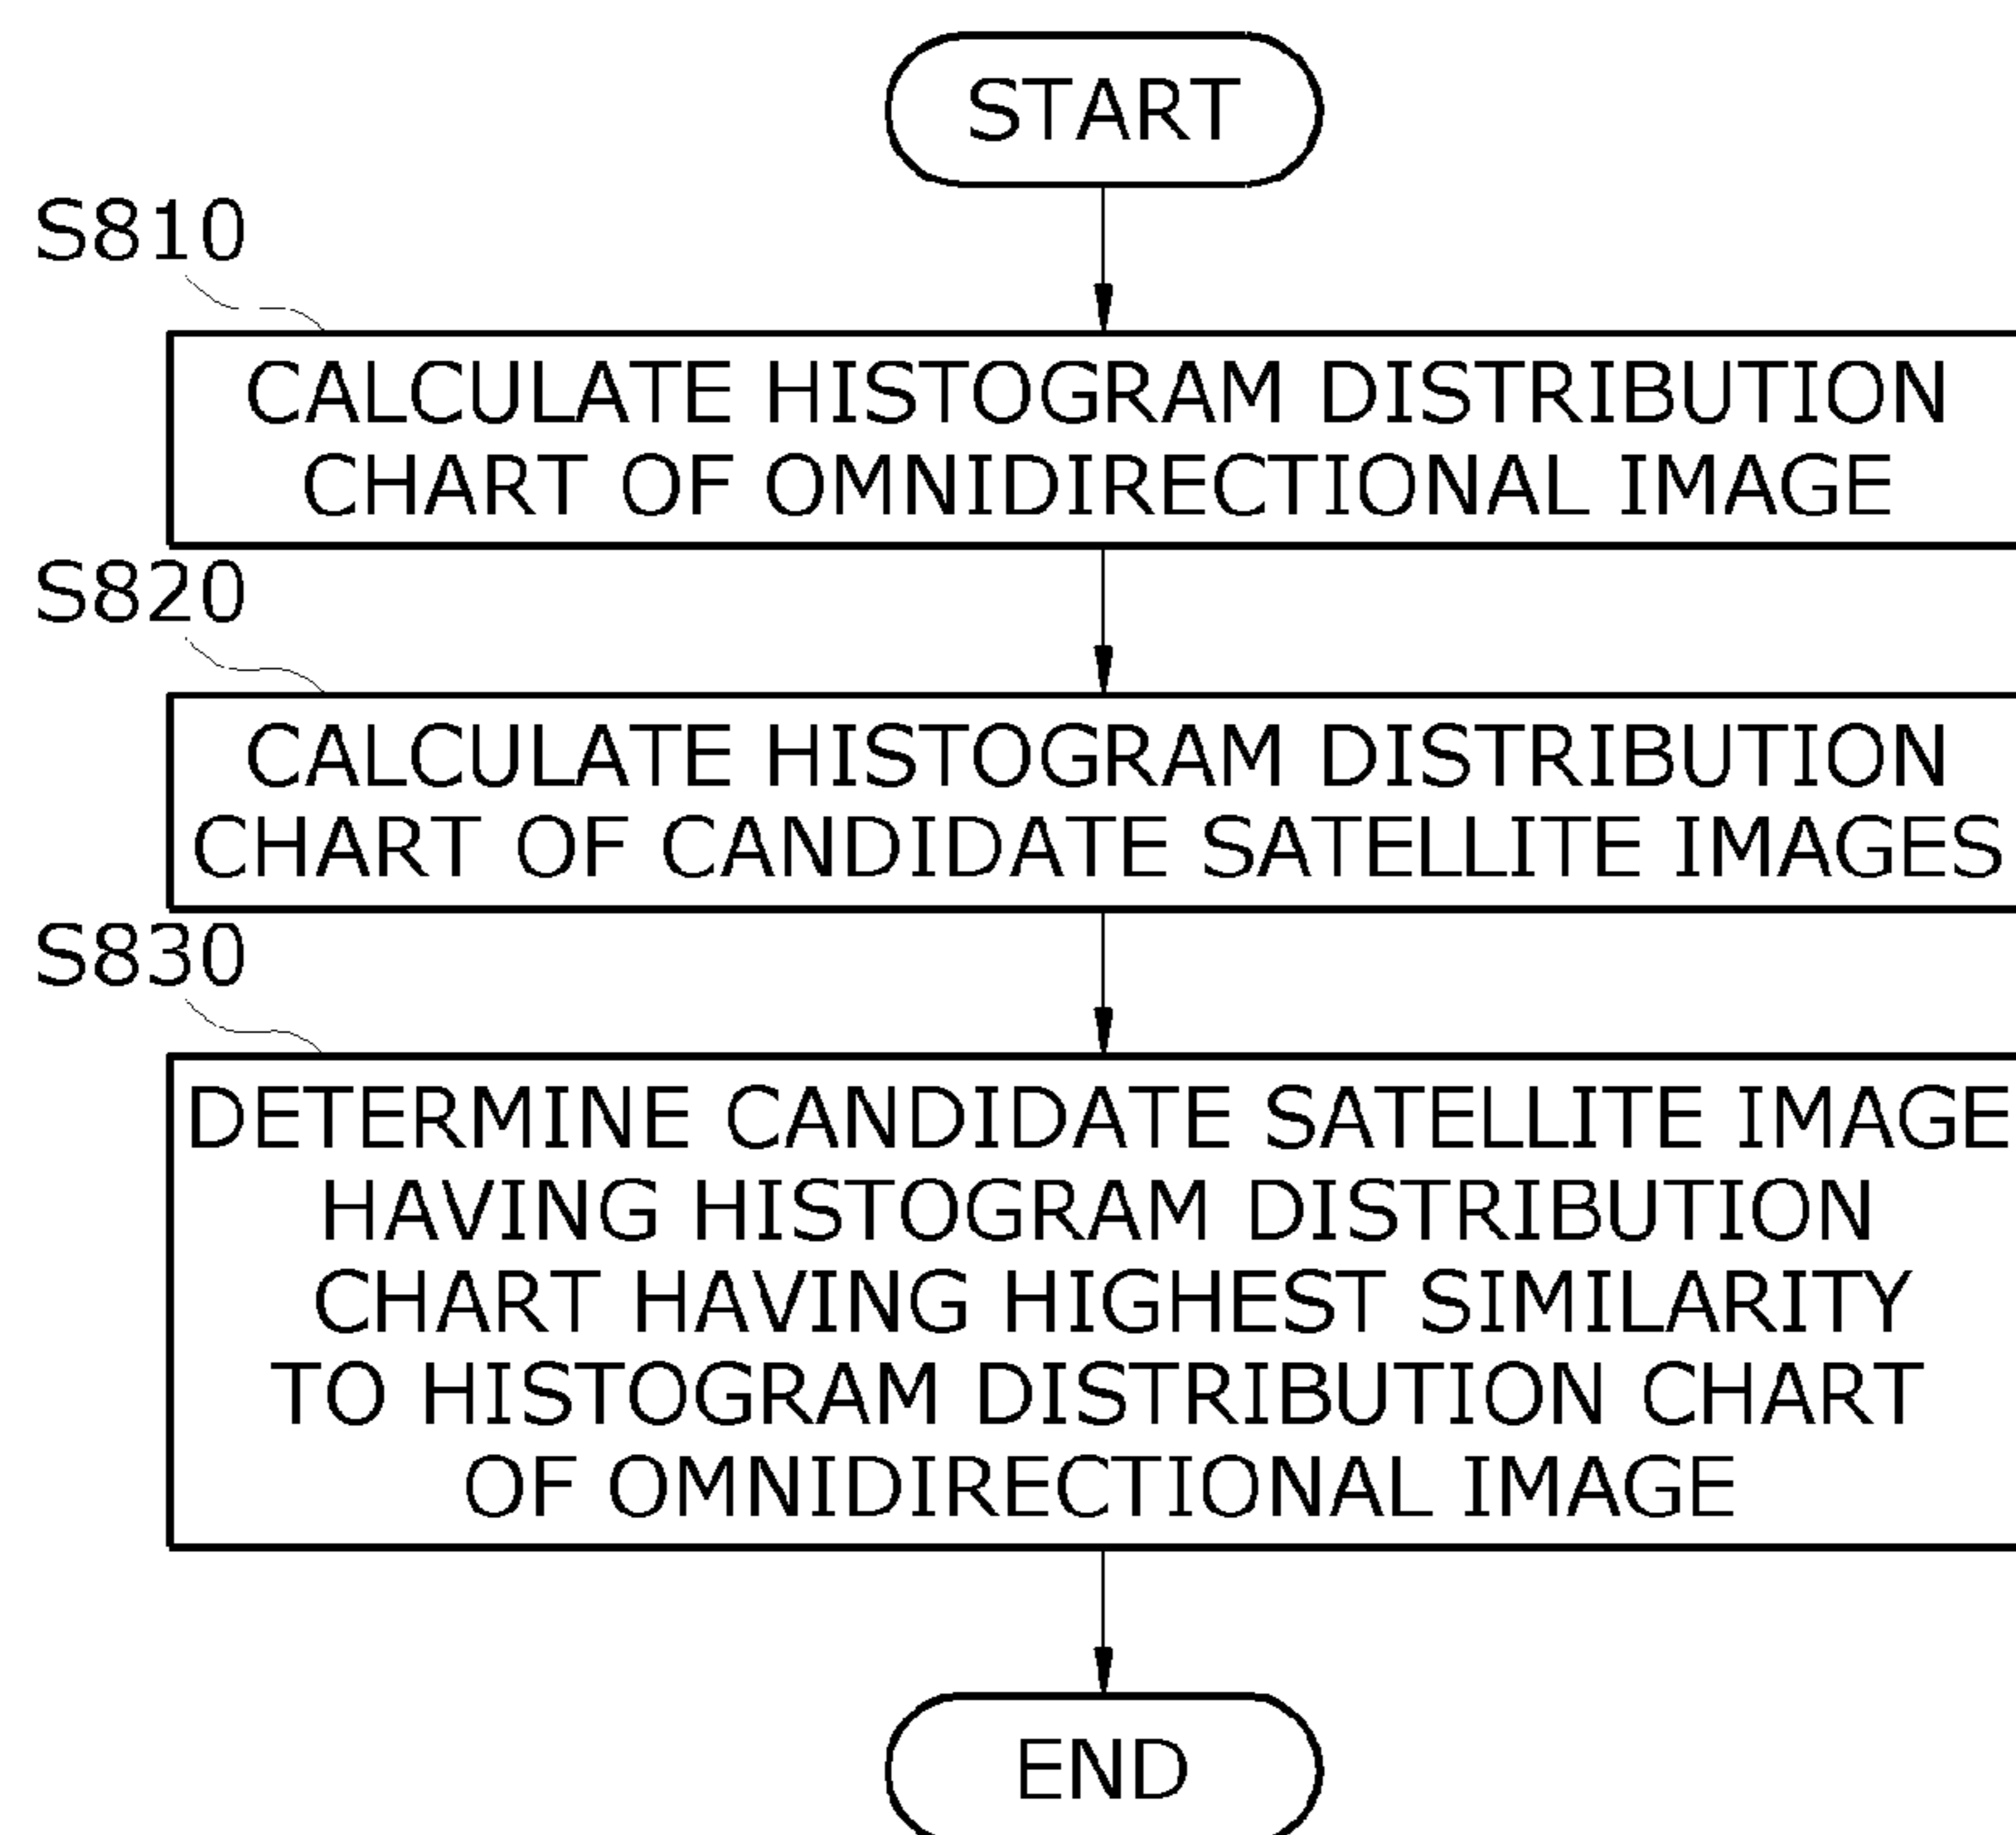 START
S810
CALCULATE HISTOGRAM DISTRIBUTION
CHART OF OMNIDIRECTIONAL IMAGE
S820
CALCULATE HISTOGRAM DISTRIBUTION
CHART OF CANDIDATE SATELLITE IMAGES
S830
DETERMINE CANDIDATE SATELLITE IMAGE
HAVING HISTOGRAM DISTRIBUTION
CHART HAVING HIGHEST SIMILARITY
TO HISTOGRAM DISTRIBUTION CHART
OF OMNIDIRECTIONAL IMAGE
END